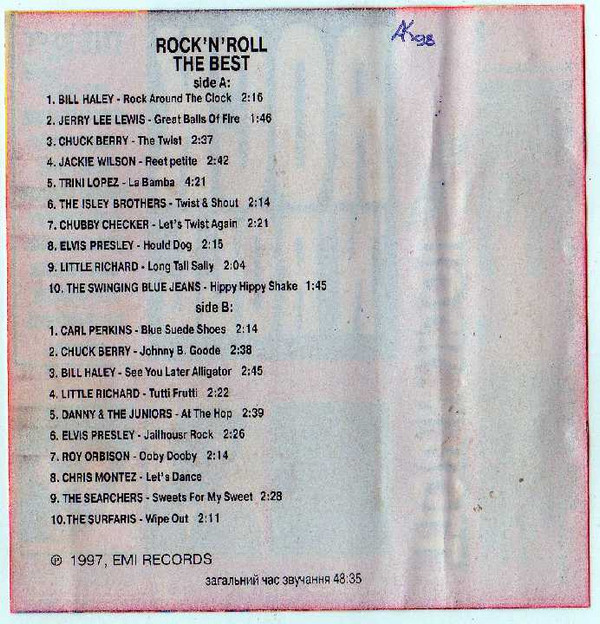 AK98
ROCK'N'ROLL
THE BEST
side A:
1. BILL HALEY - Rock Around The Clock 2:16
2. JERRY LEE LEWIS - Great Balls Of Fire 1:46
3. CHUCK BERRY - The Twist 2:37
4. JACKIE WILSON - Reet petite 2:42
5. TRINI LOPEZ - La Bamba 4:21
6. THE ISLEY BROTHERS - Twist & Shout 2:14
7. CHUBBY CHECKER - Let's Twist Again 2:21
8. ELVIS PRESLEY - Hould Dog 2:15
9. LITTLE RICHARD - Long Tall Sally 2:04
10. THE SWINGING BLUE JEANS - Hippy Hippy Shake 1:45
side B:
1. CARL PERKINS - Blue Suede Shoes 2:14
2. CHUCK BERRY - Johnny B. Goode 2:38
3. BILL HALEY - See You Later Alligator 2:45
4. LITTLE RICHARD - Tutti Frutti 2:22
5. DANNY & THE JUNIORS - At The Hop 2:39
6. ELVIS PRESLEY - Jailhousr Rock 2:26
7. ROY ORBISON - Ooby Dooby 2:14
8. CHRIS MONTEZ - Let's Dance
9. THE SEARCHERS - Sweets For My Sweet 2:28
10.THE SURFARIS - Wipe Out 2:11
℗ 1997, EMI RECORDS
загальний час звучання 48:35